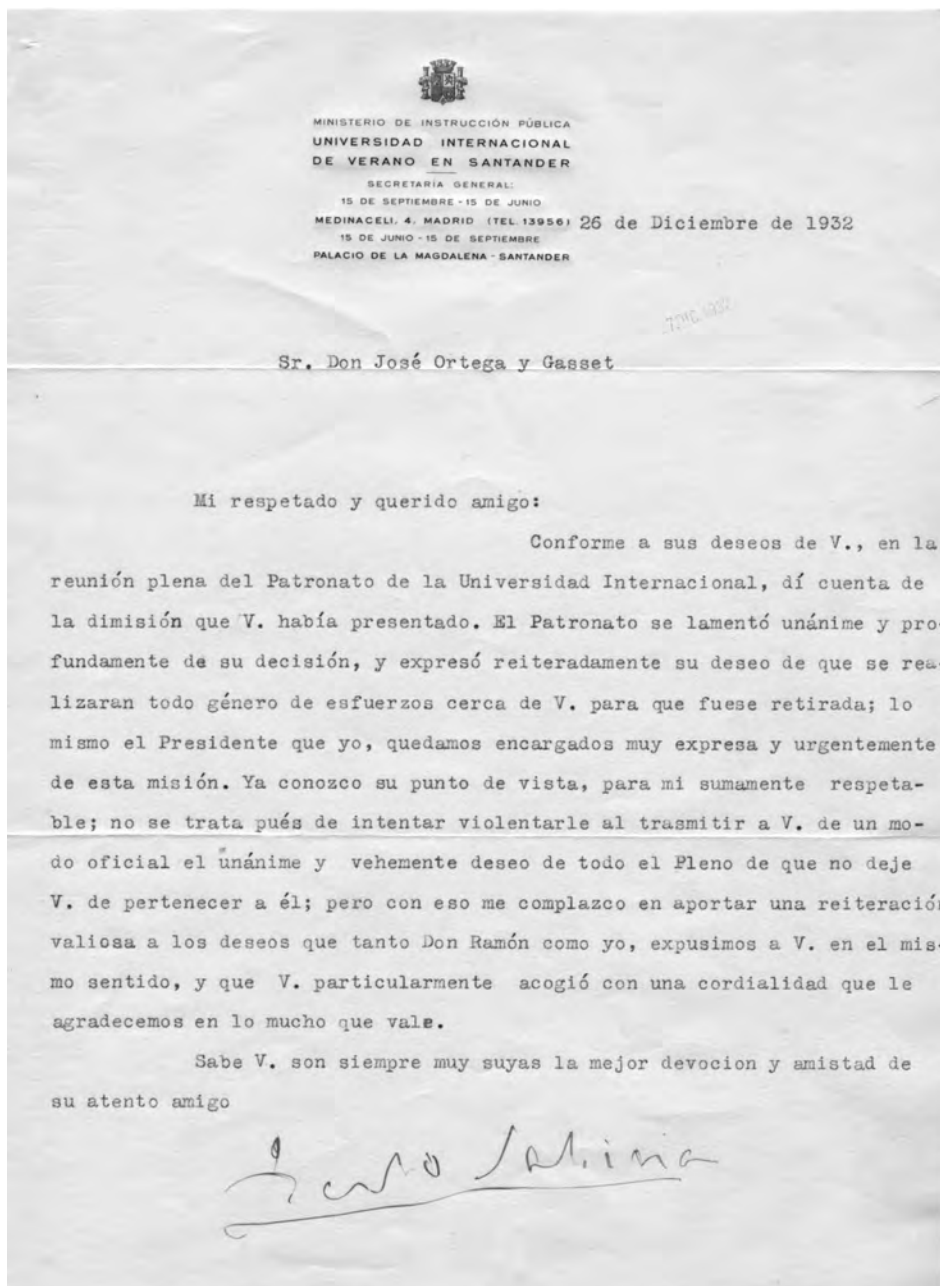 MINISTERIO DE INSTRUCCIÓN PÚBLICA
UNIVERSIDAD INTERNACIONAL
DE VERANO EN SANTANDER
SECRETARÍA GENERAL:
15 DE SEPTIEMBRE - 15 DE JUNIO
MEDINACELI, 4. MADRID (TEL. 13956) 26 de Diciembre de 1932
15 DE JUNIO - 15 DE SEPTIEMBRE
PALACIO DE LA MAGDALENA - SANTANDER
Sr. Don José Ortega y Gasset
Mi respetado y querido amigo:
Conforme a sus deseos de V., en la
reunión plena del Patronato de la Universidad Internacional, dí cuenta de
la dimisión que V. había presentado. El Patronato se lamentó unánime y pro-
fundamente de su decisión, y expresó reiteradamente su deseo de que se rea-
lizaran todo género de esfuerzos cerca de V. para que fuese retirada; lo
mismo el Presidente que yo, quedamos encargados muy expresa y urgentemente
de esta misión. Ya conozco su punto de vista, para mi sumamente respeta-
ble; no se trata pués de intentar violentarle al trasmitir a V. de un mo-
do oficial el unánime y vehemente deseo de todo el Pleno de que no deje
V. de pertenecer a él; pero con eso me complazco en aportar una reiteración
valiosa a los deseos que tanto Don Ramón como yo, expusimos a V. en el mis-
mo sentido, y que V. particularmente acogió con una cordialidad que le
agradecemos en lo mucho que vale.
Sabe V. son siempre muy suyas la mejor devocion y amistad de
su atento amigo